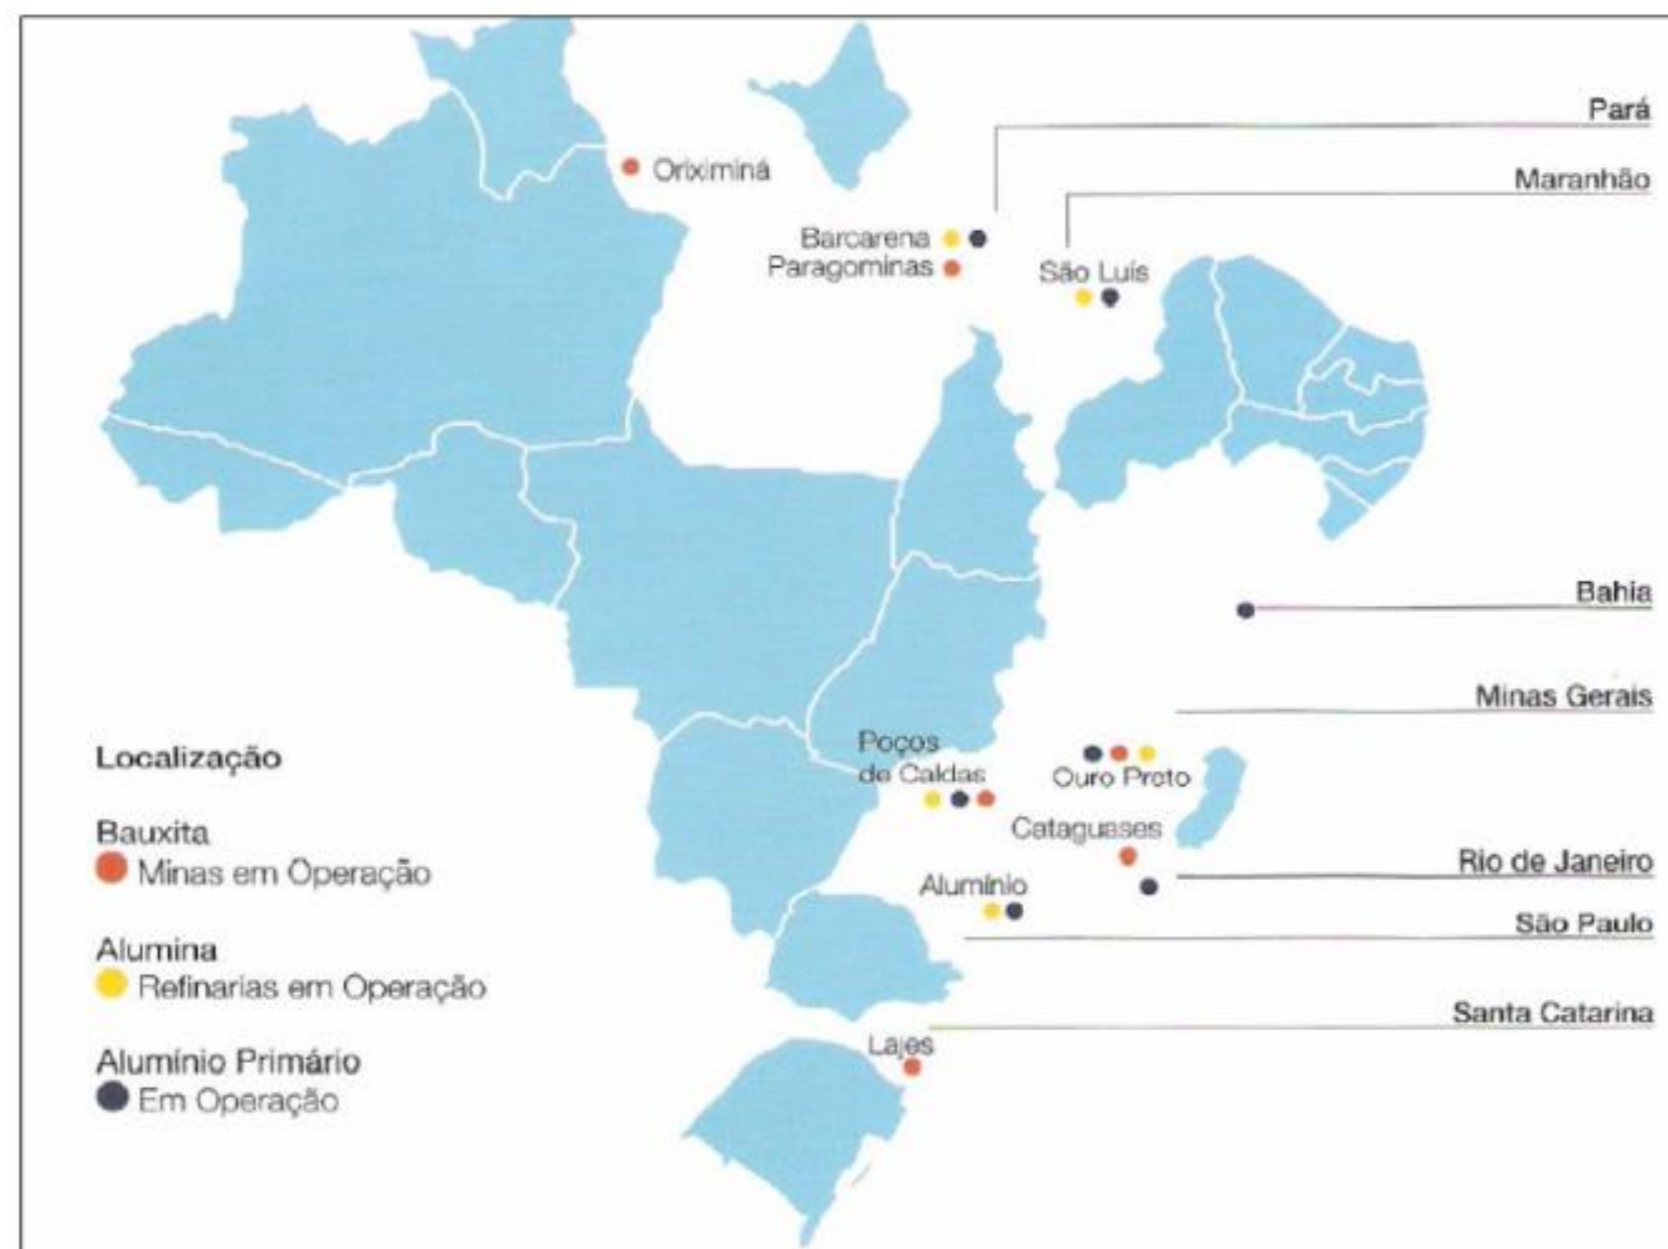 Pará
Maranhão
Oriximiná
Barcarena
Paragominas
São Luís
Bahia
Minas Gerais
Poços
de Caldas
Ouro Preto
Cataguases
Rio de Janeiro
Alumínio
São Paulo
Santa Catarina
Lajes
Localização
Bauxita
Minas em Operação
Alumina
Refinarias em Operação
Alumínio Primário
Em Operação